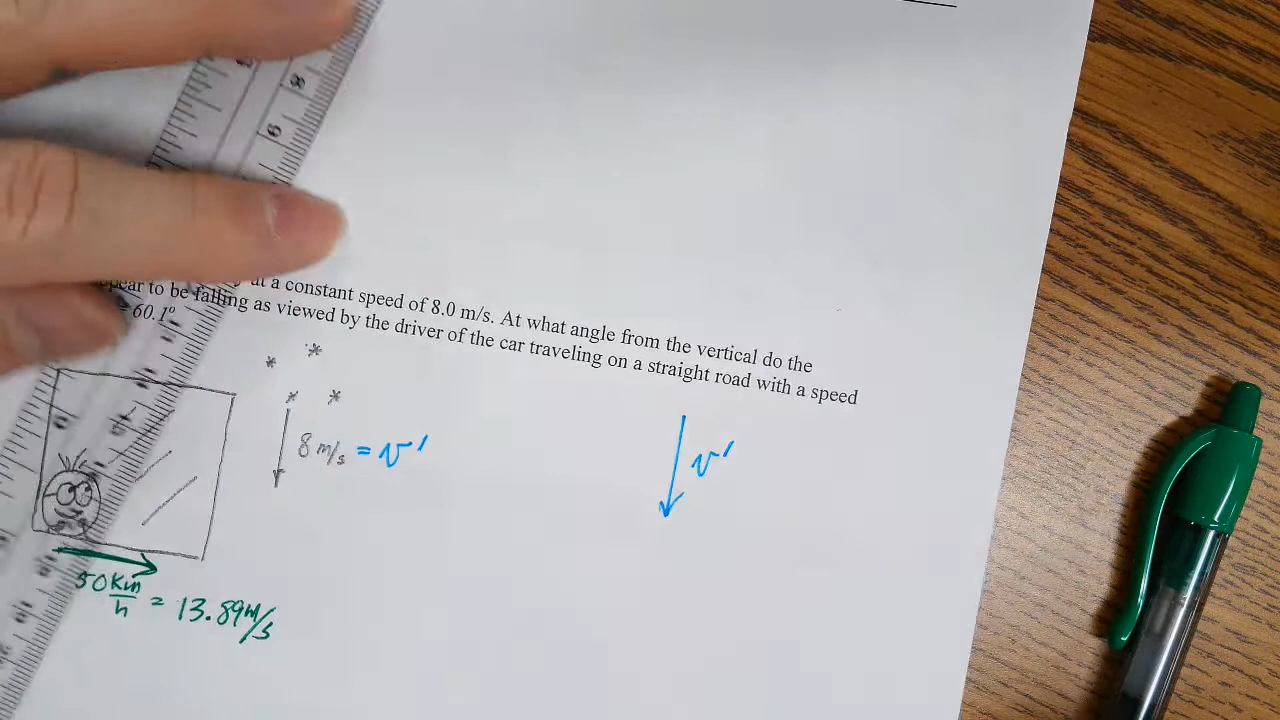 at a constant speed of 8.0 m/s. At what angle from the vertical do the
to be falling as viewed by the driver of the car traveling on a straight road with a speed
60.1°
8 m/s = v'
v'
50 Km/h = 13.89 m/s
8
6